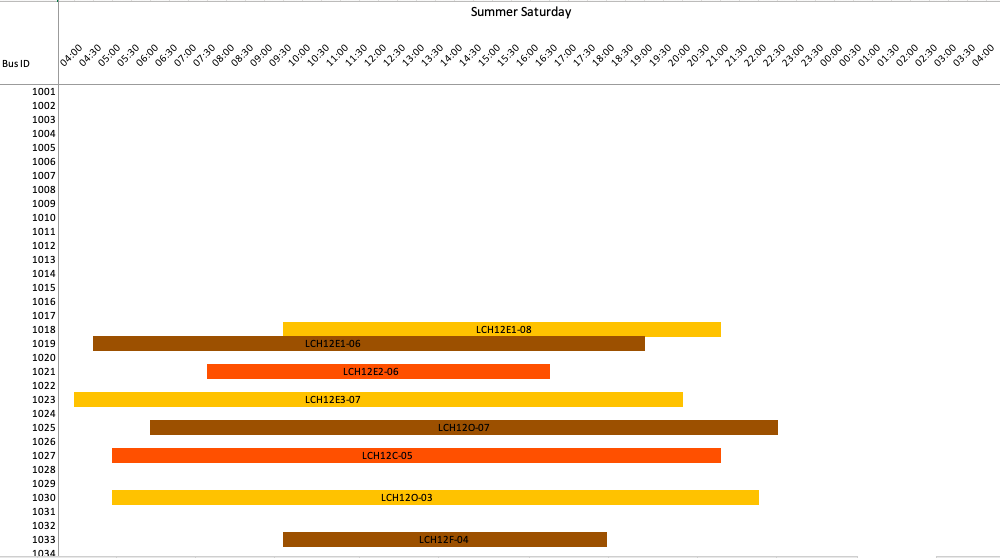 Summer Saturday
Bus ID 04:00 04:30 05:00 05:30 06:00 06:30 07:00 07:30 08:00 08:30 09:00 09:30 10:00 10:30 11:00 11:30 12:00 12:30 13:00 13:30 14:00 14:30 15:00 15:30 16:00 16:30 17:00 17:30 18:00 18:30 19:00 19:30 20:00 20:30 21:00 21:30 22:00 22:30 23:00 23:30 00:00 00:30 01:00 01:30 02:00 02:30 03:00 03:30 04:00
1001
1002
1003
1004
1005
1006
1007
1008
1009
1010
1011
1012
1013
1014
1015
1016
1017
1018 LCH12E1-08
1019 LCH12E1-06
1020
1021 LCH12E2-06
1022
1023 LCH12E3-07
1024
1025 LCH12O-07
1026
1027 LCH12C-05
1028
1029
1030 LCH12O-03
1031
1032
1033 LCH12F-04
1034